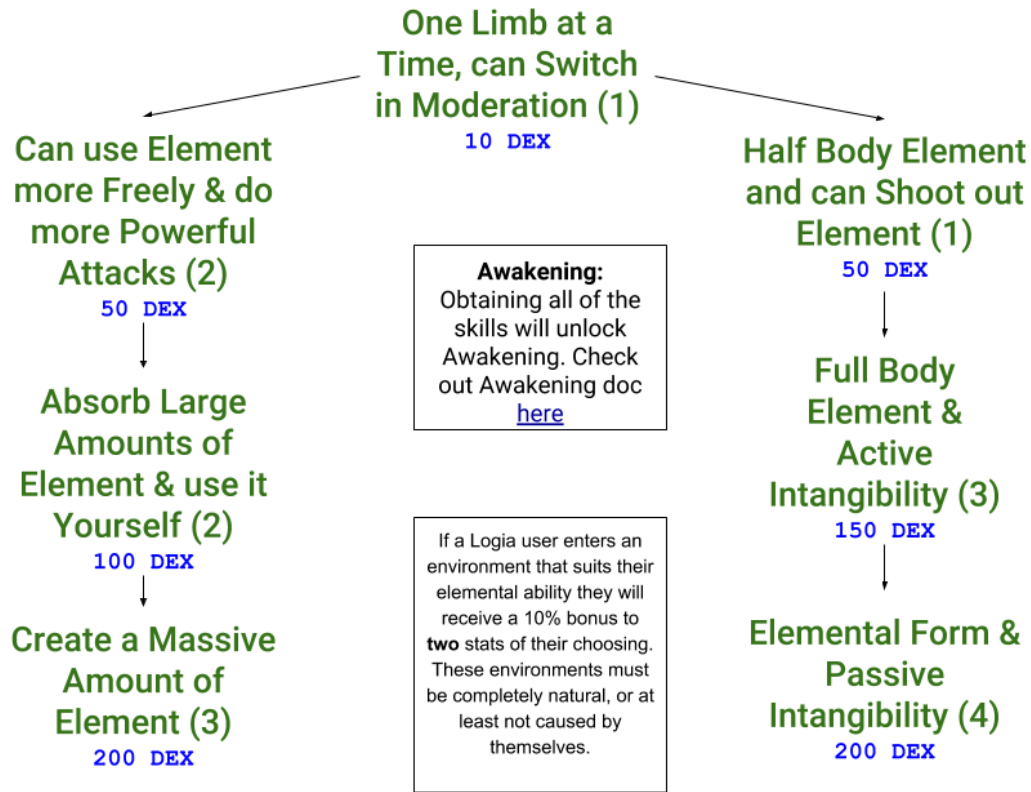 One Limb at a
Time, can Switch
in Moderation (1)
10 DEX
Can use Element
more Freely & do
more Powerful
Attacks (2)
50 DEX
Absorb Large
Amounts of
Element & use it
Yourself (2)
100 DEX
Create a Massive
Amount of
Element (3)
200 DEX
Awakening:
Obtaining all of the
skills will unlock
Awakening. Check
out Awakening doc
here
If a Logia user enters an
environment that suits their
elemental ability they will
receive a 10% bonus to
two stats of their choosing.
These environments must
be completely natural, or at
least not caused by
themselves.
Half Body Element
and can Shoot out
Element (1)
50 DEX
Full Body
Element &
Active
Intangibility (3)
150 DEX
Elemental Form &
Passive
Intangibility (4)
200 DEX